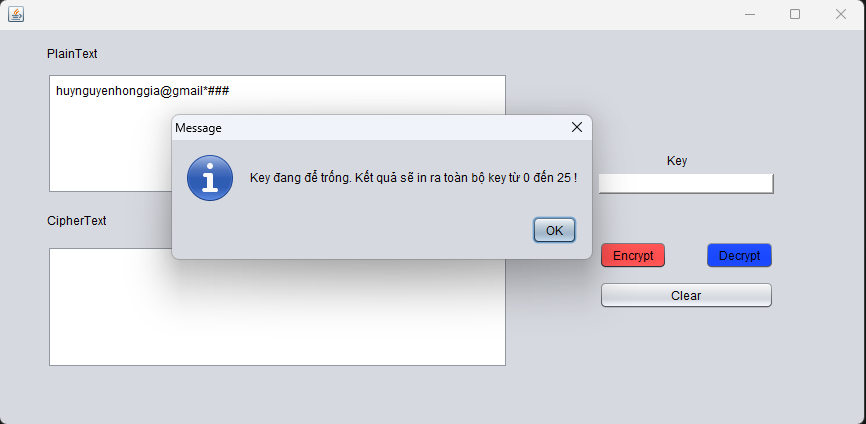 PlainText
huynguyenhonggia@gmail*###
Message
Key đang để trống. Kết quả sẽ in ra toàn bộ key từ 0 đến 25 !
OK
Key
CipherText
Encrypt
Decrypt
Clear